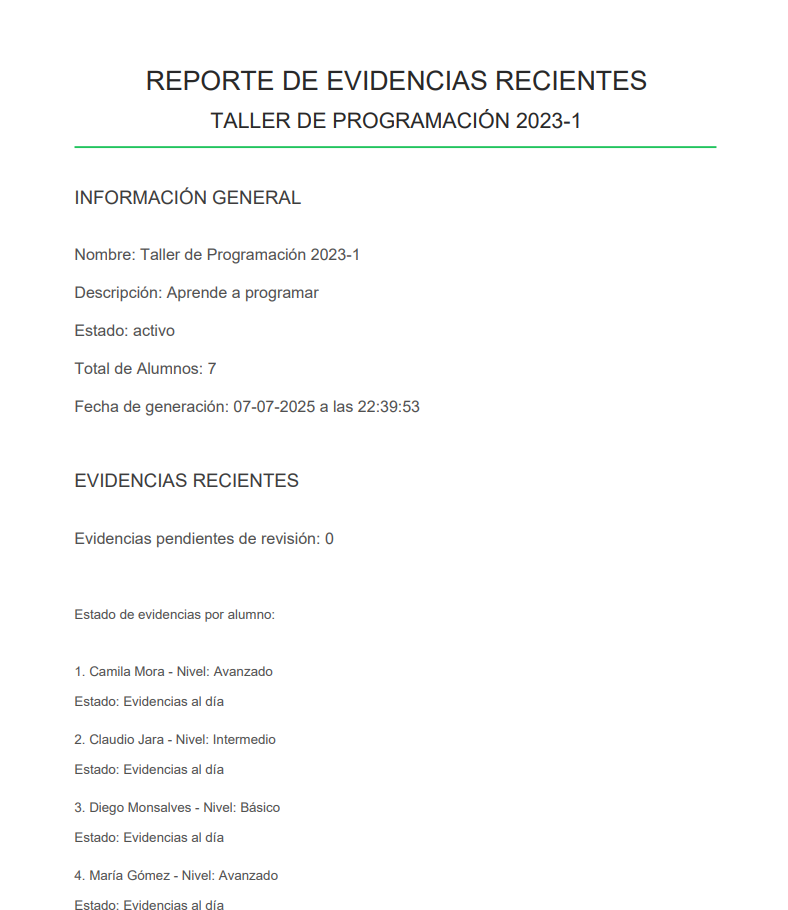 REPORTE DE EVIDENCIAS RECIENTES
TALLER DE PROGRAMACIÓN 2023-1
INFORMACIÓN GENERAL
Nombre: Taller de Programación 2023-1
Descripción: Aprende a programar
Estado: activo
Total de Alumnos: 7
Fecha de generación: 07-07-2025 a las 22:39:53
EVIDENCIAS RECIENTES
Evidencias pendientes de revisión: 0
Estado de evidencias por alumno:
1. Camila Mora - Nivel: Avanzado
Estado: Evidencias al día
2. Claudio Jara - Nivel: Intermedio
Estado: Evidencias al día
3. Diego Monsalves - Nivel: Básico
Estado: Evidencias al día
4. María Gómez - Nivel: Avanzado
Estado: Evidencias al día